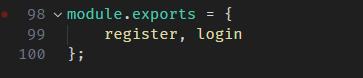 98 module.exports = {
99     register, login
100 };